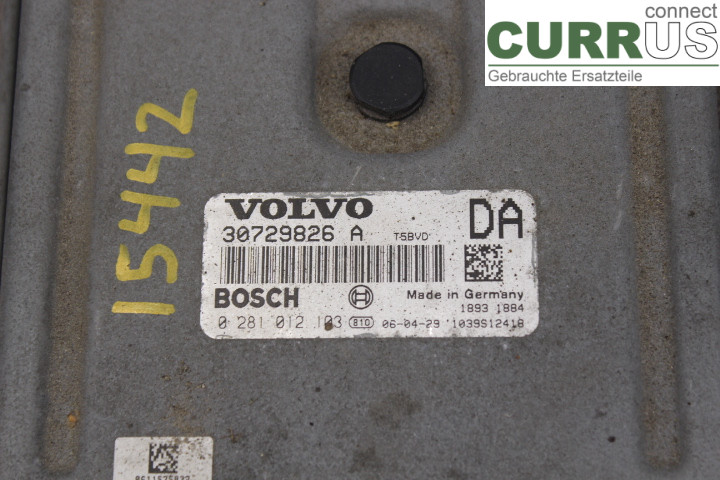 connect
CURRUS
Gebrauchte Ersatzteile
15442
VOLVO DA
30729826 A T5BVD
BOSCH Made in Germany
1893 1884
0 281 012 103 810 06-04-29 1039S12418